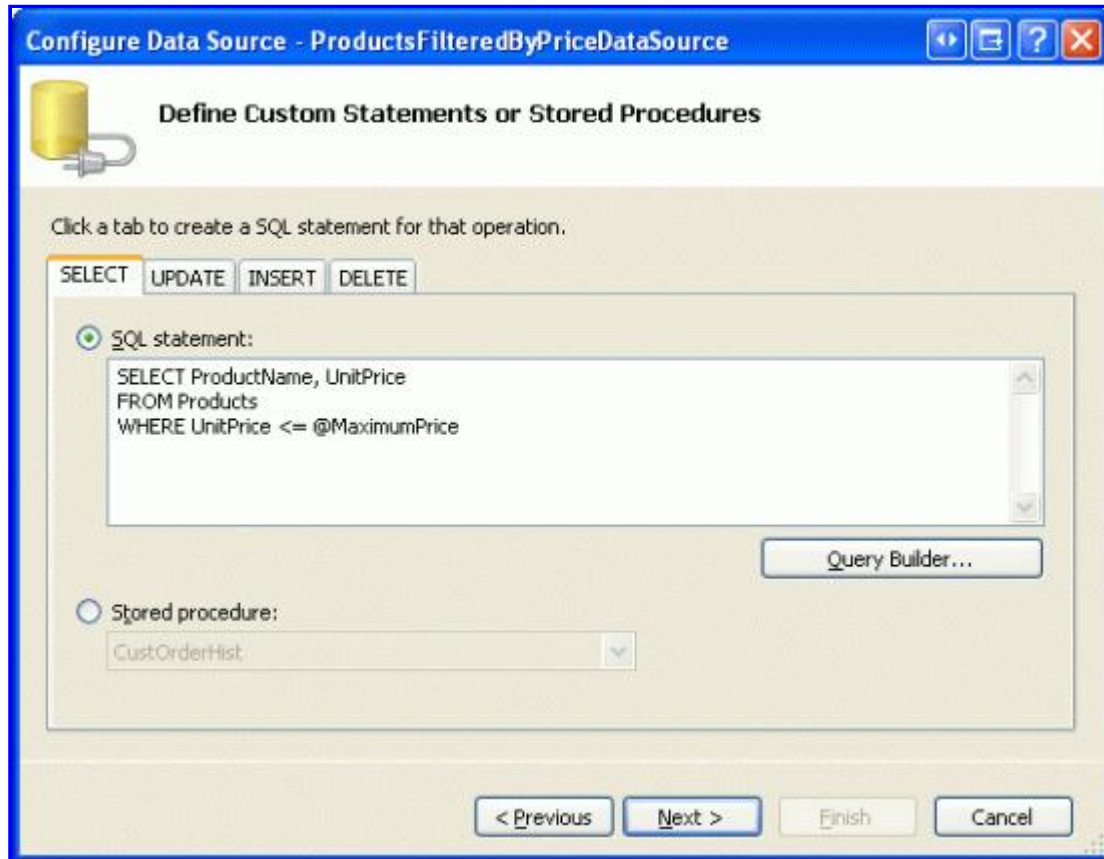 Configure Data Source - ProductsFilteredByPriceDataSource
Define Custom Statements or Stored Procedures
Click a tab to create a SQL statement for that operation.
SELECT UPDATE INSERT DELETE
SQL statement:
SELECT ProductName, UnitPrice
FROM Products
WHERE UnitPrice <= @MaximumPrice
Query Builder...
Stored procedure:
CustOrderHist
< Previous Next > Finish Cancel